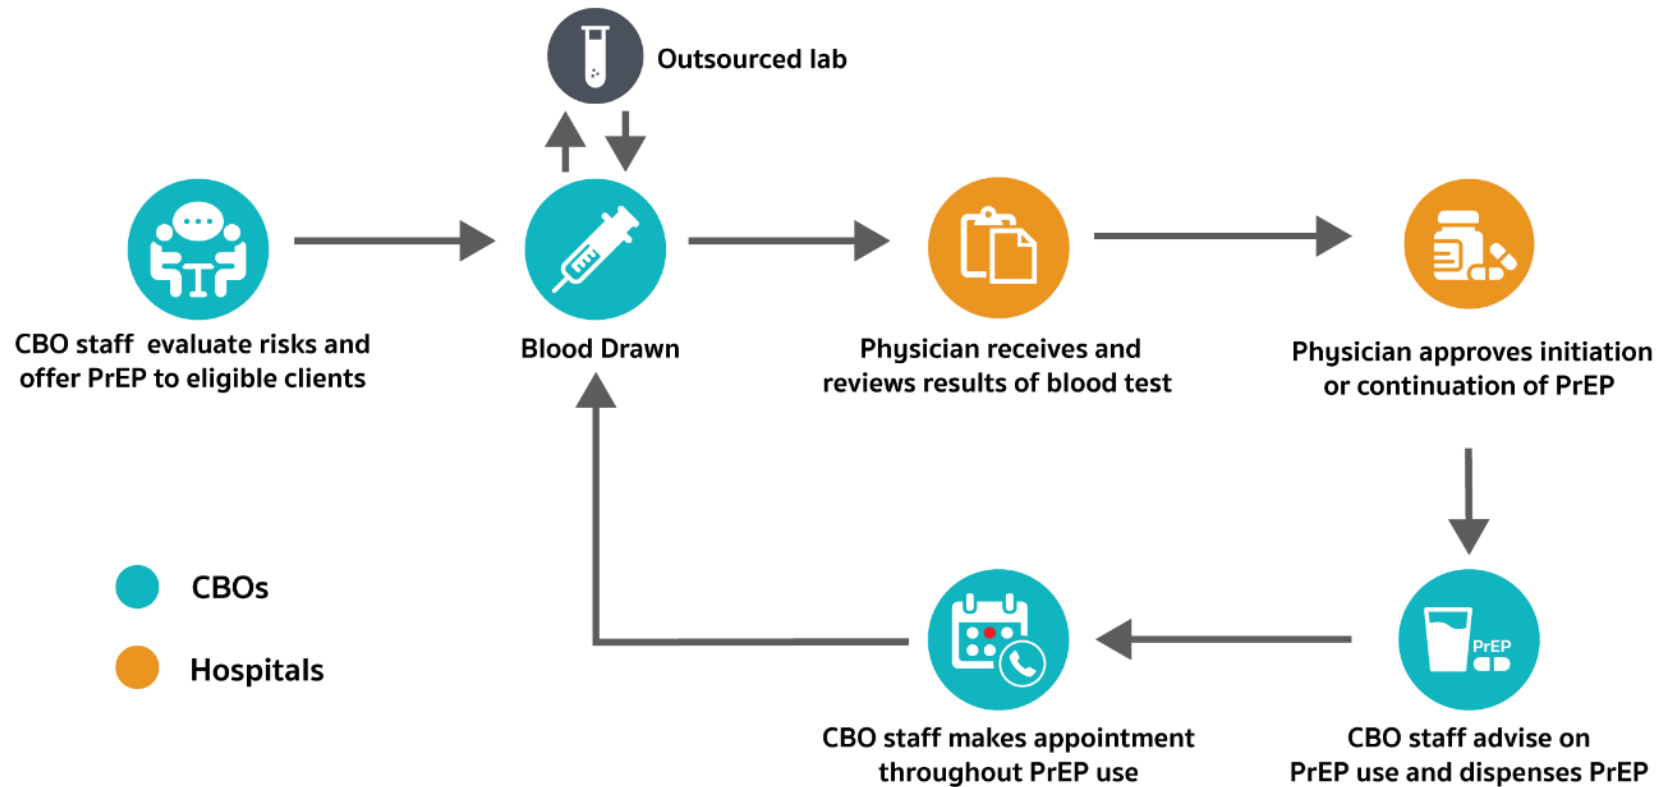 Outsourced lab
CBO staff evaluate risks and
offer PrEP to eligible clients
Blood Drawn
Physician receives and
reviews results of blood test
Physician approves initiation
or continuation of PrEP
CBOs
Hospitals
PrEP
CBO staff makes appointment
throughout PrEP use
CBO staff advise on
PrEP use and dispenses PrEP